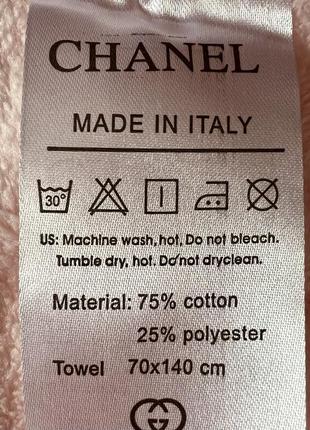 CHANEL
MADE IN ITALY
30°
US: Machine wash, hot. Do not bleach.
Tumble dry, hot. Do not dryclean.
Material: 75% cotton
25% polyester
Towel 70x140 cm